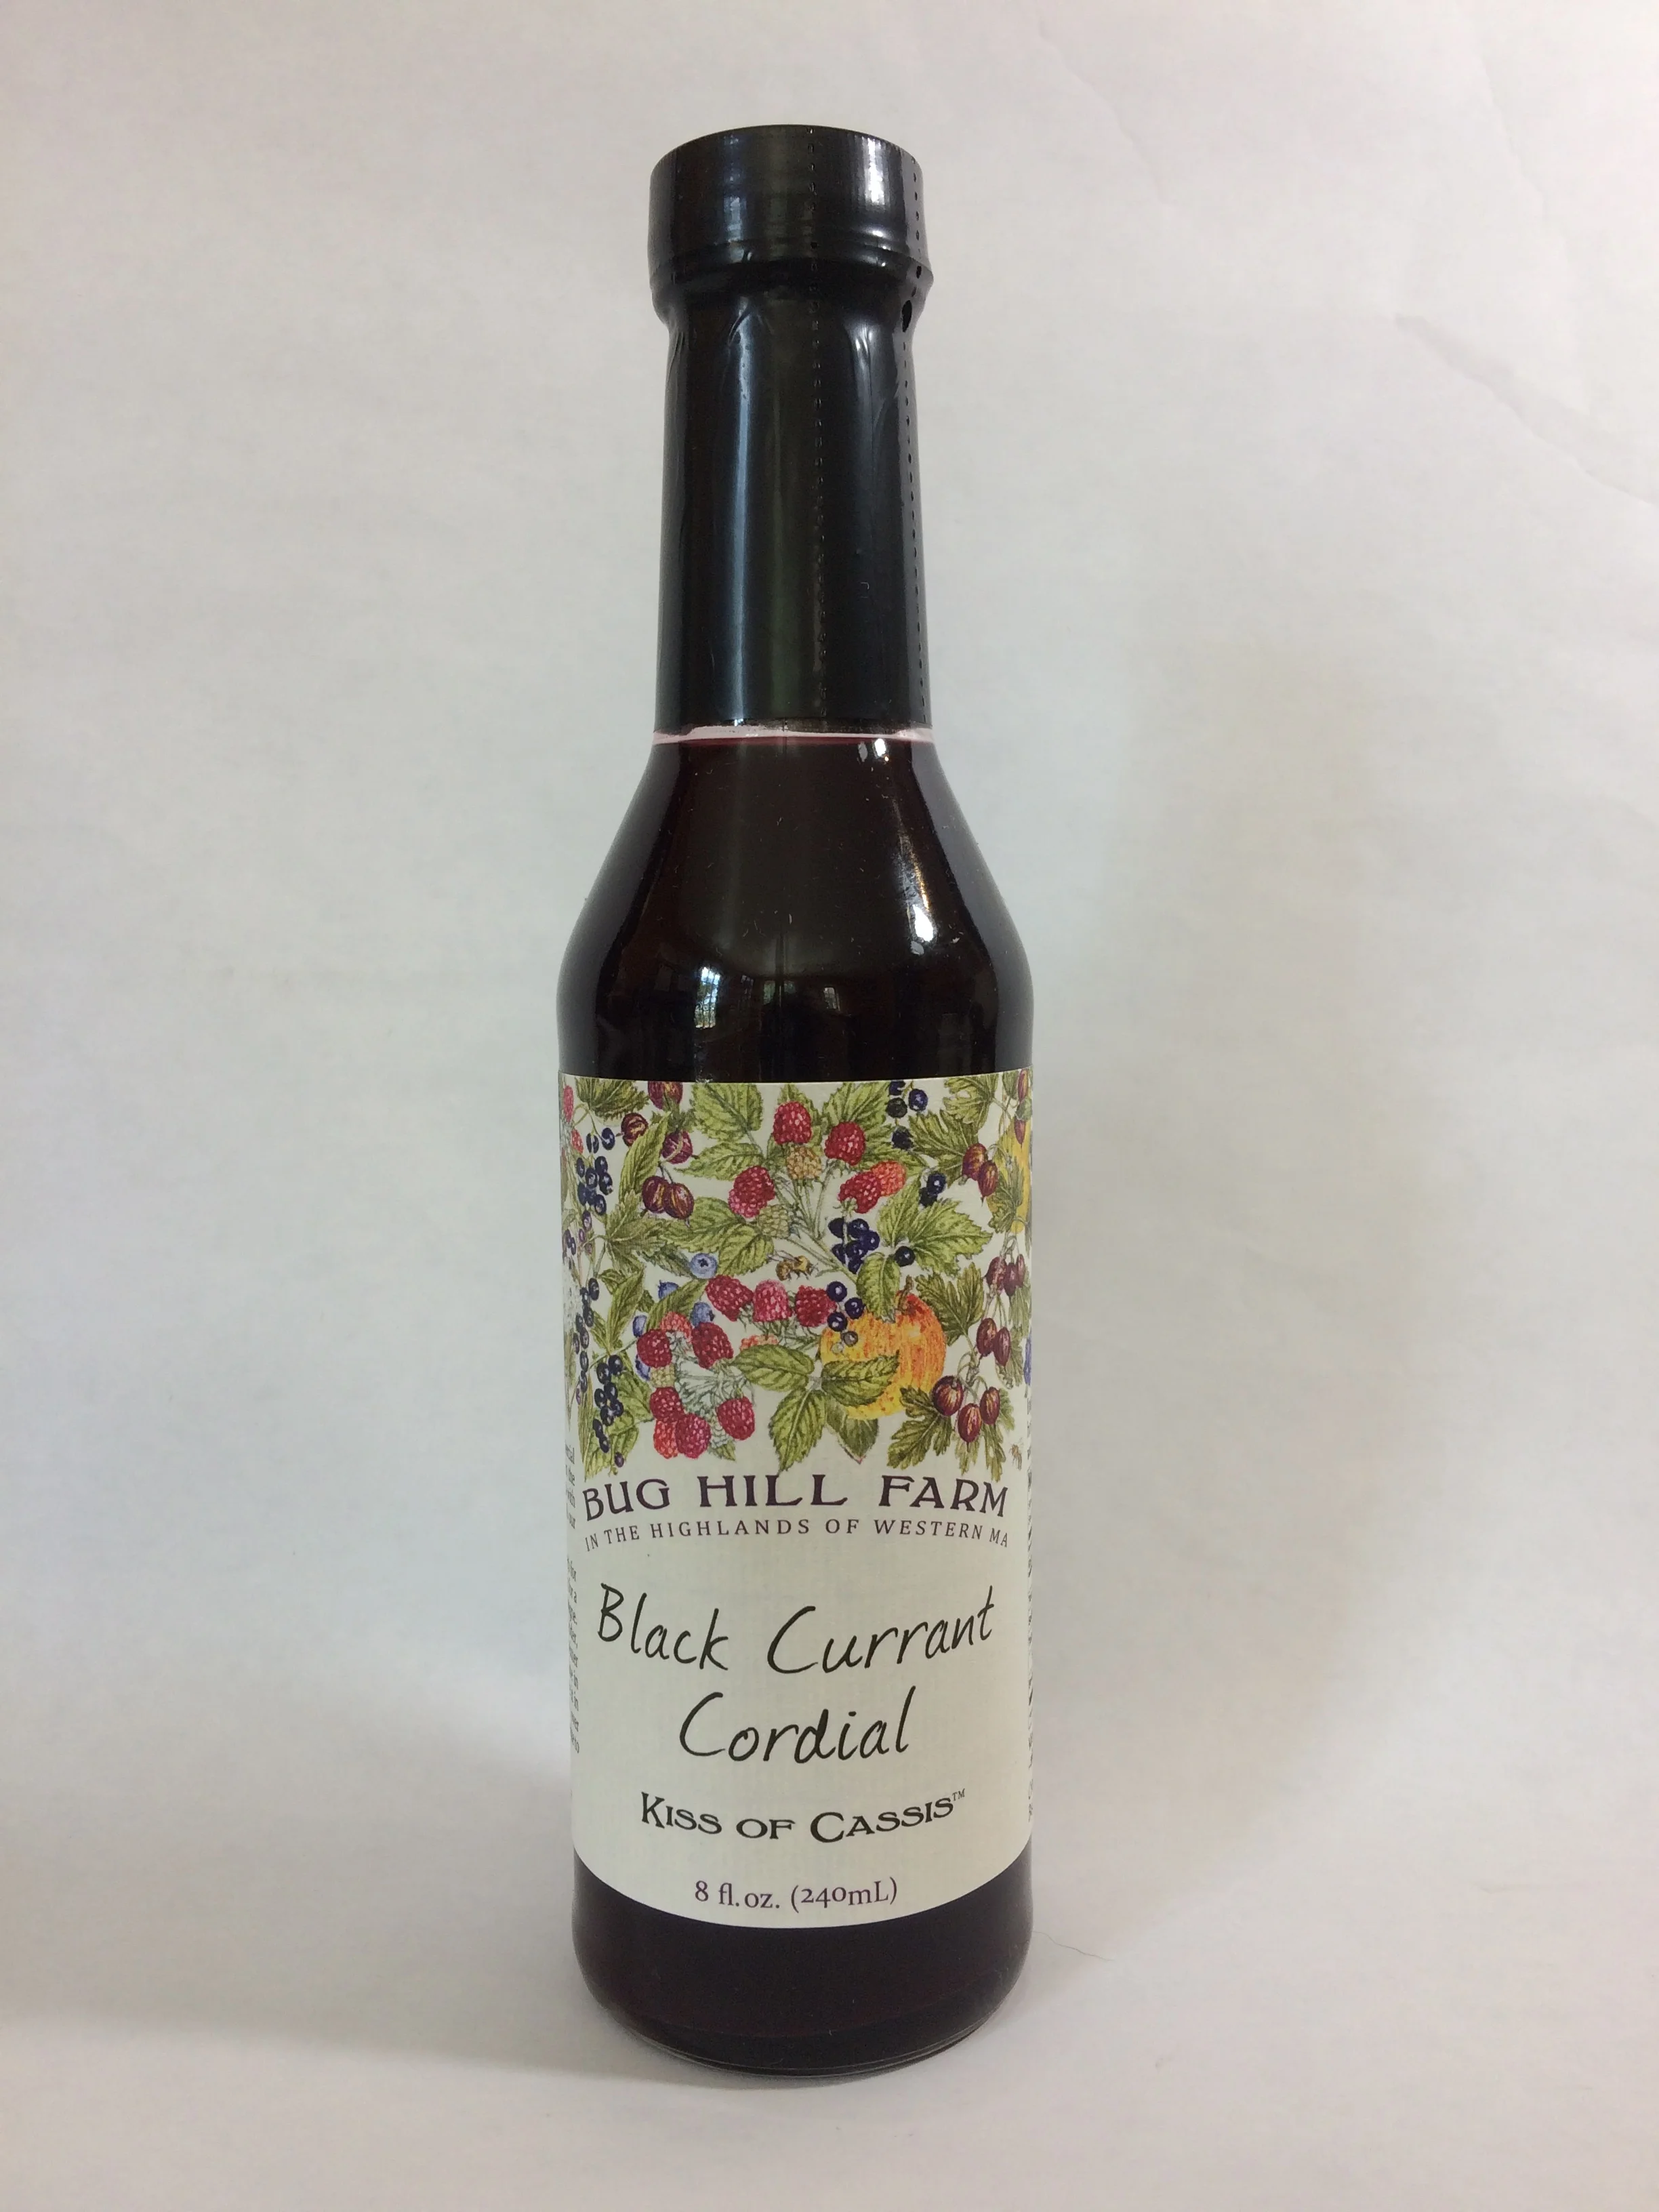 BUG HILL FARM
IN THE HIGHLANDS OF WESTERN MA
Black Currant
Cordial
KISS OF CASSIS™
8 fl.oz. (240mL)